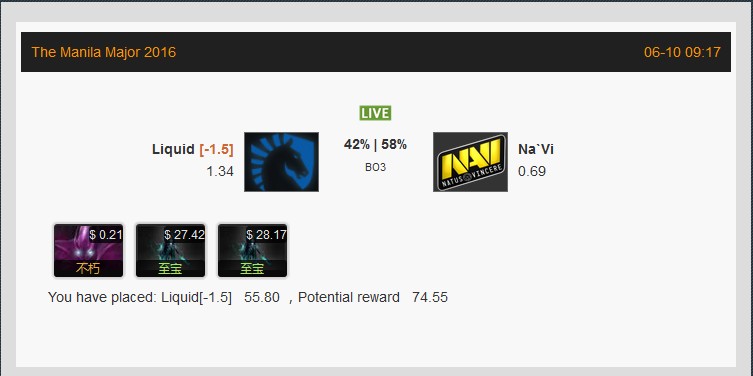 The Manila Major 2016 06-10 09:17
LIVE
Liquid [-1.5] 42% | 58% Na`Vi
1.34 BO3 0.69
NAVI
NATUS VINCERE
$ 0.21 $ 27.42 $ 28.17
不朽 至宝 至宝
You have placed: Liquid[-1.5] 55.80 , Potential reward 74.55